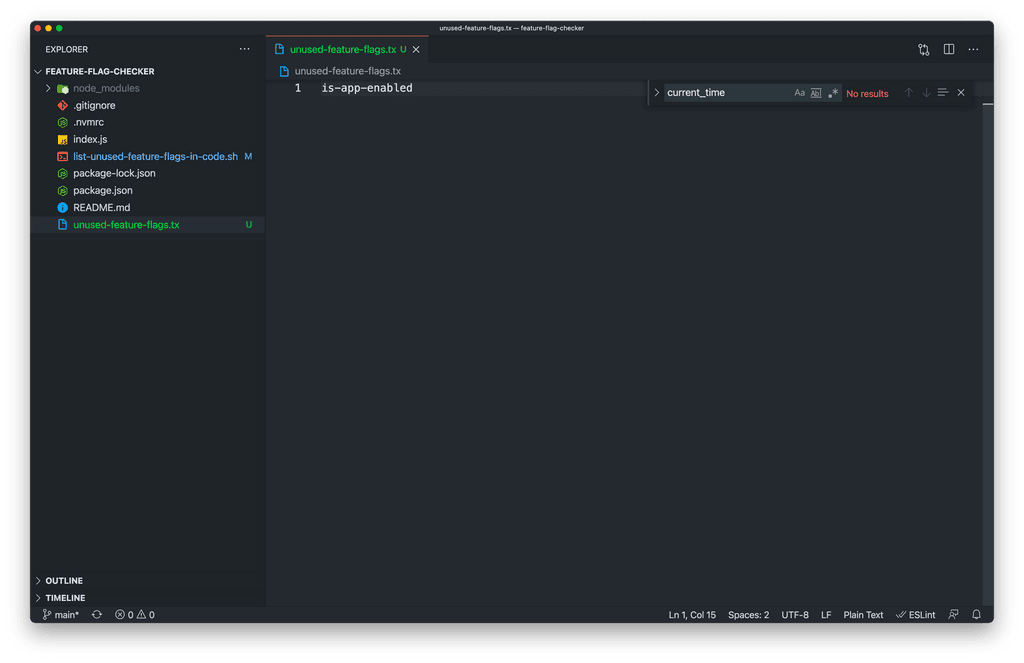 unused-feature-flags.tx — feature-flag-checker
EXPLORER
FEATURE-FLAG-CHECKER
node_modules
.gitignore
.nvmrc
index.js
list-unused-feature-flags-in-code.sh M
package-lock.json
package.json
README.md
unused-feature-flags.tx U
OUTLINE
TIMELINE
unused-feature-flags.tx U
unused-feature-flags.tx
1 is-app-enabled
current_time Aa ab .* No results
main* 0 0 Ln 1, Col 15 Spaces: 2 UTF-8 LF Plain Text ESLint